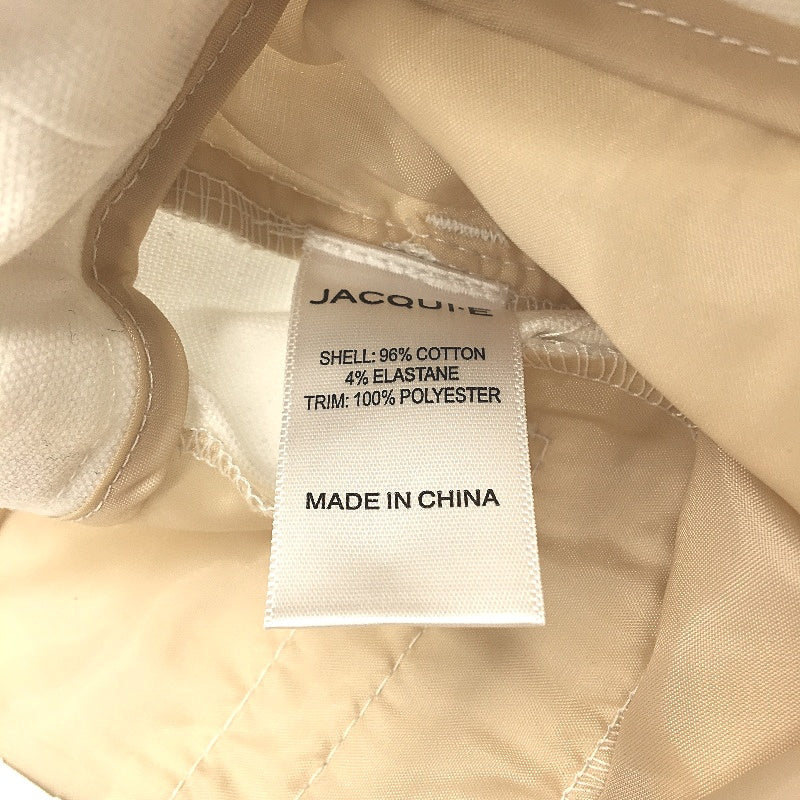 JACQUI·E
SHELL: 96% COTTON
4% ELASTANE
TRIM: 100% POLYESTER
MADE IN CHINA